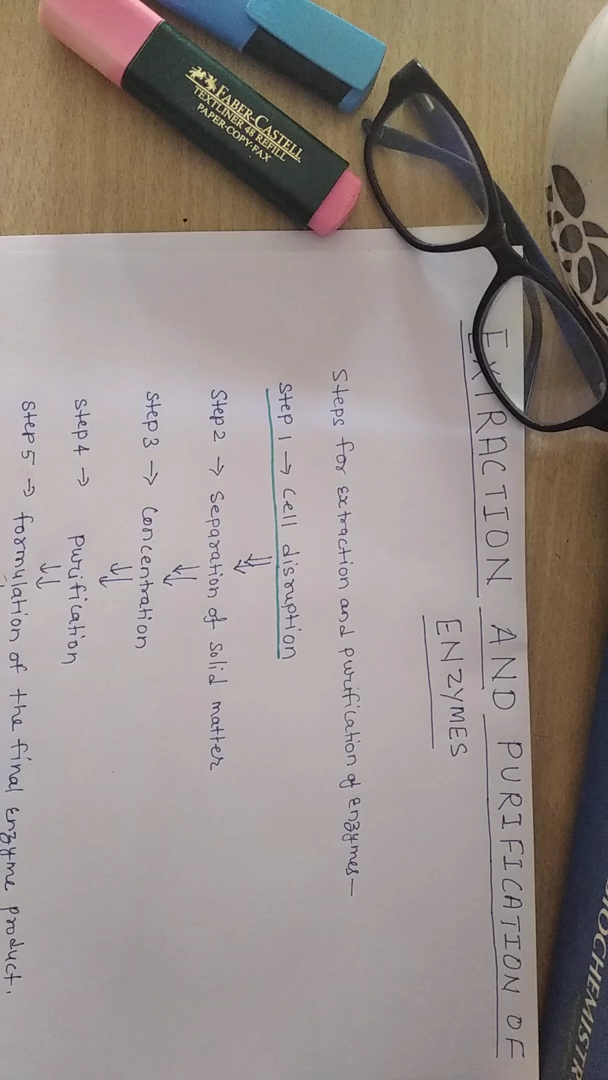 FABER-CASTELL
TEXTLINER 48 REFILL
PAPER·COPY·FAX
BIOCHEMISTR
EXTRACTION AND PURIFICATION OF
ENZYMES
Steps for extraction and purification of enzymes—
Step 1 → Cell disruption
Step 2 → Separation of solid matter
Step 3 → Concentration
Step 4 → purification
Step 5 → formulation of the final enzyme product.